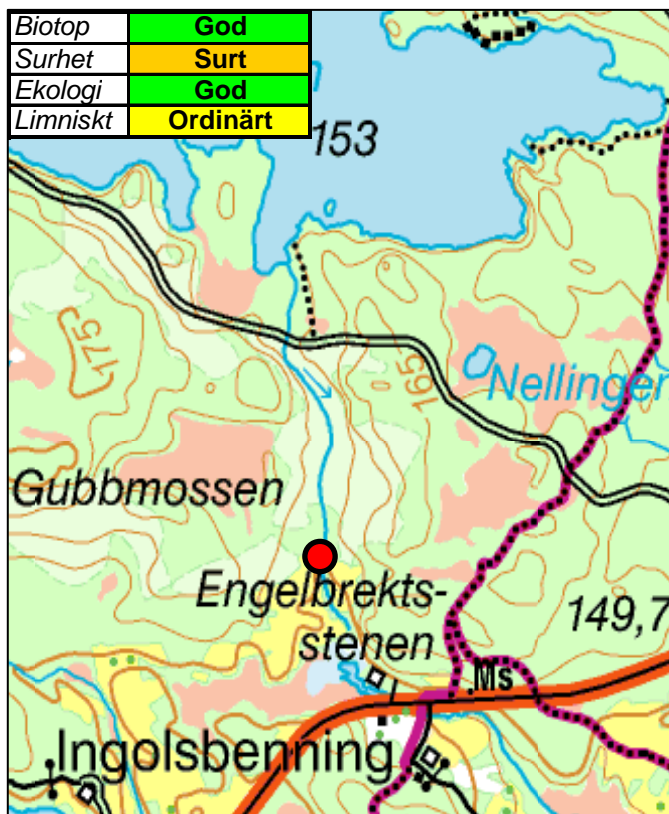 Biotop God
Surhet Surt
Ekologi God
Limniskt Ordinärt
153
175
165
Nellinger
Gubbmossen
Engelbrekts-
stenen
149,7
Ms
Ingolsbenning